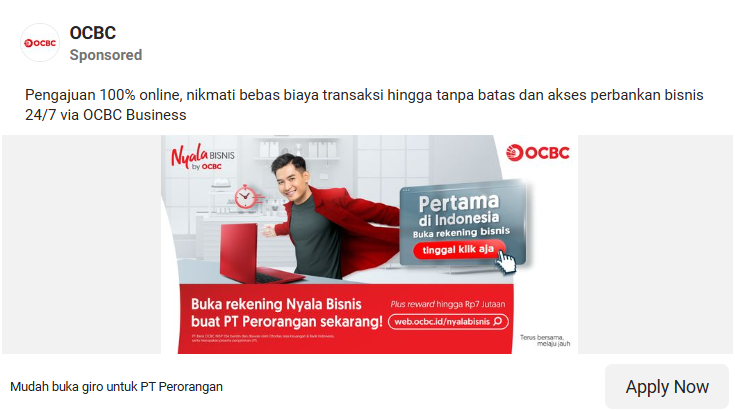 OCBC
OCBC
Sponsored
Pengajuan 100% online, nikmati bebas biaya transaksi hingga tanpa batas dan akses perbankan bisnis
24/7 via OCBC Business
Nyala BISNIS
by OCBC
OCBC
Pertama
di Indonesia
Buka rekening bisnis
tinggal klik aja
Buka rekening Nyala Bisnis
buat PT Perorangan sekarang!
Plus reward hingga Rp7 Jutaan
web.ocbc.id/nyalabisnis
Terus bersama,
melaju jauh
Mudah buka giro untuk PT Perorangan
Apply Now